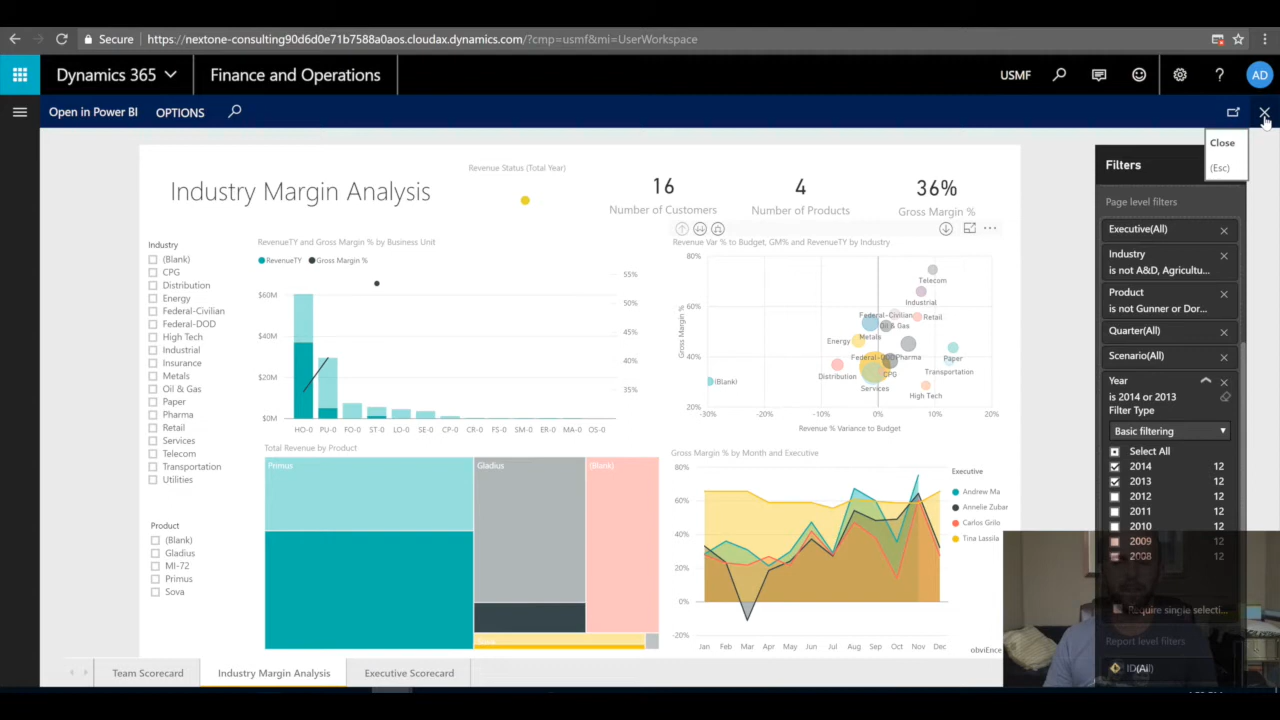 Secure
https://nextone-consulting90d6d0e71b7588a0aos.cloudax.dynamics.com/?cmp=usmf&mi=UserWorkspace
Dynamics 365
Finance and Operations
USMF
?
AD
Open in Power BI
OPTIONS
Close
(Esc)
Industry Margin Analysis
Revenue Status (Total Year)
16
Number of Customers
4
Number of Products
36%
Gross Margin %
Industry
(Blank)
CPG
Distribution
Energy
Federal-Civilian
Federal-DOD
High Tech
Industrial
Insurance
Metals
Oil & Gas
Paper
Pharma
Retail
Services
Telecom
Transportation
Utilities
Product
(Blank)
Gladius
MI-72
Primus
Sova
RevenueTY and Gross Margin % by Business Unit
RevenueTY
Gross Margin %
$60M
$40M
$20M
$0M
55%
50%
45%
40%
35%
HO-0 PU-0 FO-0 ST-0 LO-0 SE-0 CP-0 CR-0 FS-0 SM-0 ER-0 MA-0 OS-0
Revenue Var % to Budget, GM% and RevenueTY by Industry
Gross Margin %
80%
60%
40%
20%
Telecom
Industrial
Federal-Civilian
Retail
Oil & Gas
Metals
Energy
Federal-DOD
Pharma
Paper
Distribution
CPG
Transportation
(Blank)
Services
High Tech
-30% -20% -10% 0% 10% 20%
Revenue % Variance to Budget
Total Revenue by Product
Primus
Gladius
(Blank)
Gross Margin % by Month and Executive
80%
60%
40%
20%
0%
-20%
Jan Feb Mar Apr May Jun Jul Aug Sep Oct Nov Dec
Executive
Andrew Ma
Annelie Zubar
Carlos Grilo
Tina Lassila
obviEnce
Filters
Page level filters
Executive(All)
Industry
is not A&D, Agricultu...
Product
is not Gunner or Dor...
Quarter(All)
Scenario(All)
Year
is 2014 or 2013
Filter Type
Basic filtering
Select All
2014 12
2013 12
2012 12
2011 12
2010 12
2009 12
2008 12
Require single selecti...
Report level filters
ID(All)
Team Scorecard
Industry Margin Analysis
Executive Scorecard